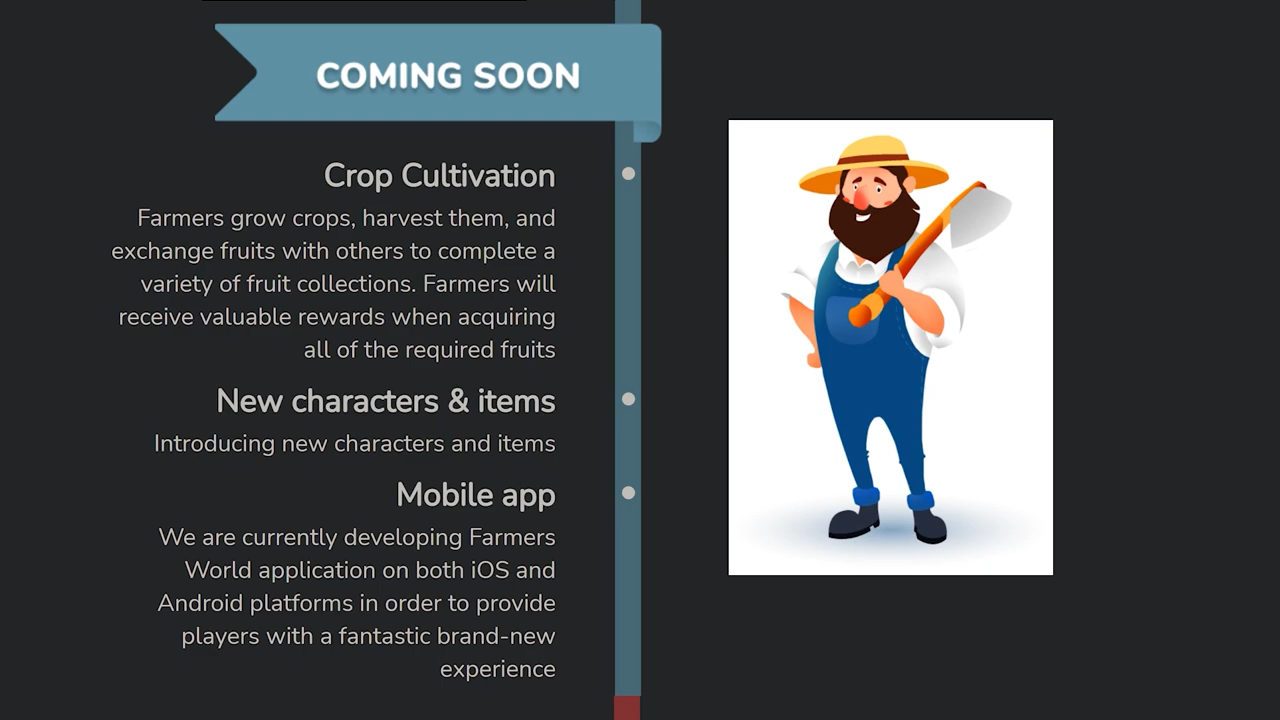 COMING SOON
Crop Cultivation
Farmers grow crops, harvest them, and
exchange fruits with others to complete a
variety of fruit collections. Farmers will
receive valuable rewards when acquiring
all of the required fruits
New characters & items
Introducing new characters and items
Mobile app
We are currently developing Farmers
World application on both iOS and
Android platforms in order to provide
players with a fantastic brand-new
experience